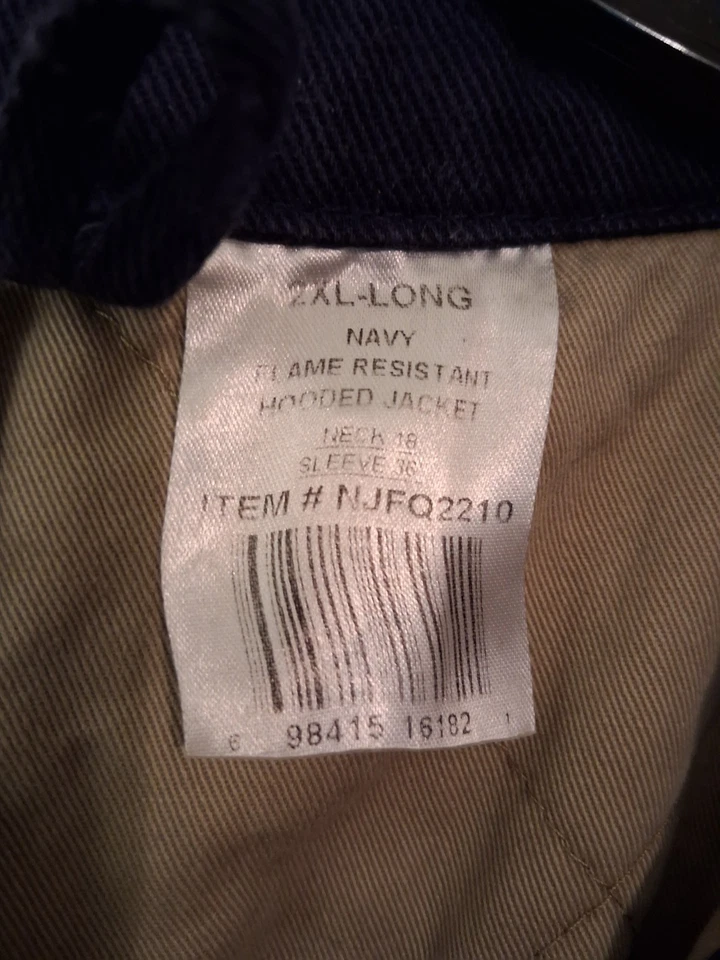 2XL-LONG
NAVY
FLAME RESISTANT
HOODED JACKET
NECK 18
SLEEVE 36
ITEM # NJFQ2210
6 98415 16182 1